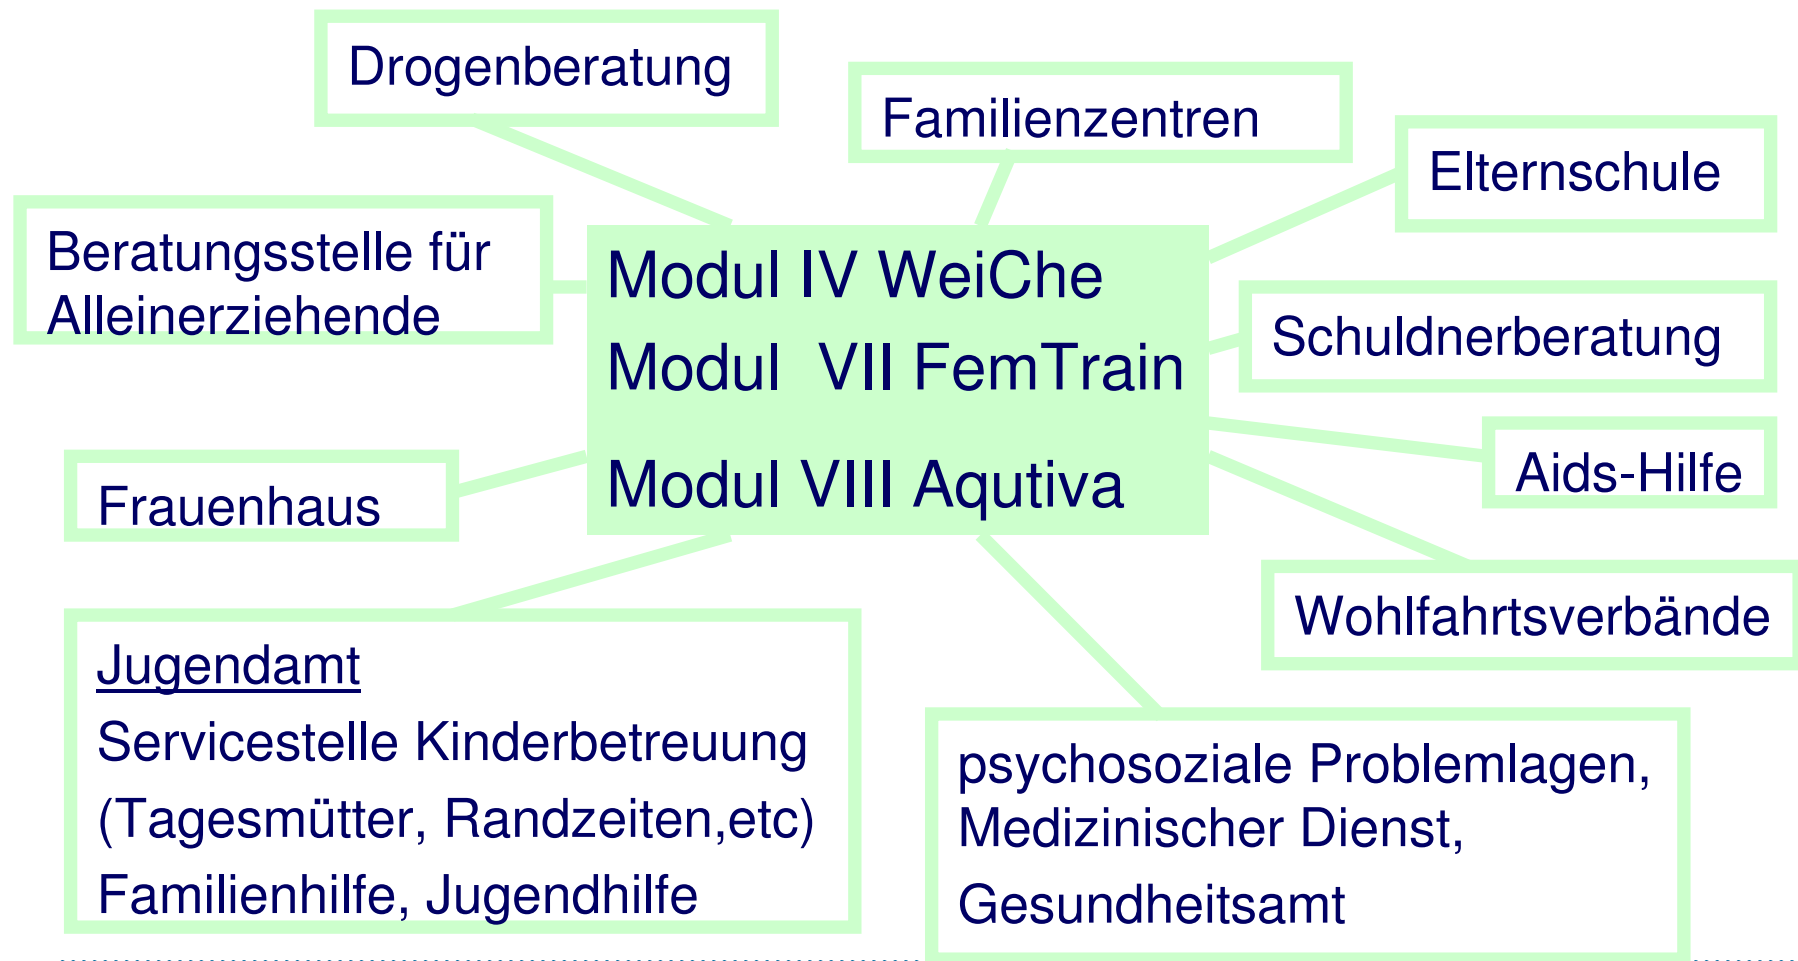 Drogenberatung
Familienzentren
Elternschule
Beratungsstelle für
Alleinerziehende
Modul IV WeiChe
Modul VII FemTrain
Modul VIII Aqutiva
Schuldnerberatung
Aids-Hilfe
Frauenhaus
Wohlfahrtsverbände
Jugendamt
Servicestelle Kinderbetreuung
(Tagesmütter, Randzeiten,etc)
Familienhilfe, Jugendhilfe
psychosoziale Problemlagen,
Medizinischer Dienst,
Gesundheitsamt